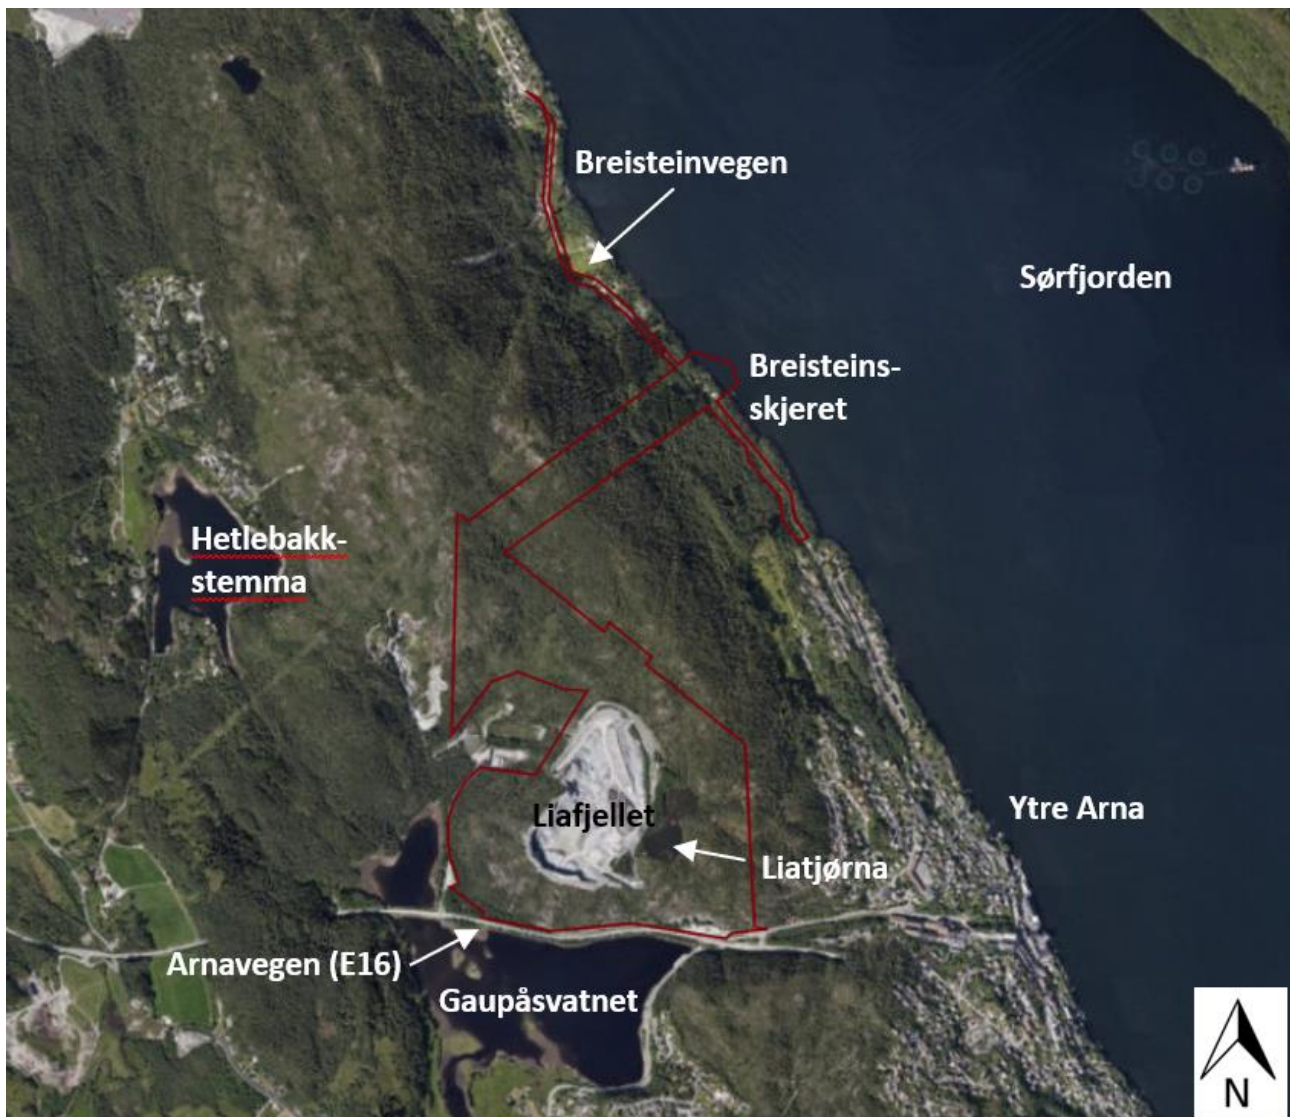 Breisteinvegen
Sørfjorden
Breisteins-
skjeret
Hetlebakk-
stemma
Liafjellet
Ytre Arna
Liatjørna
Arnavegen (E16)
Gaupåsvatnet
N